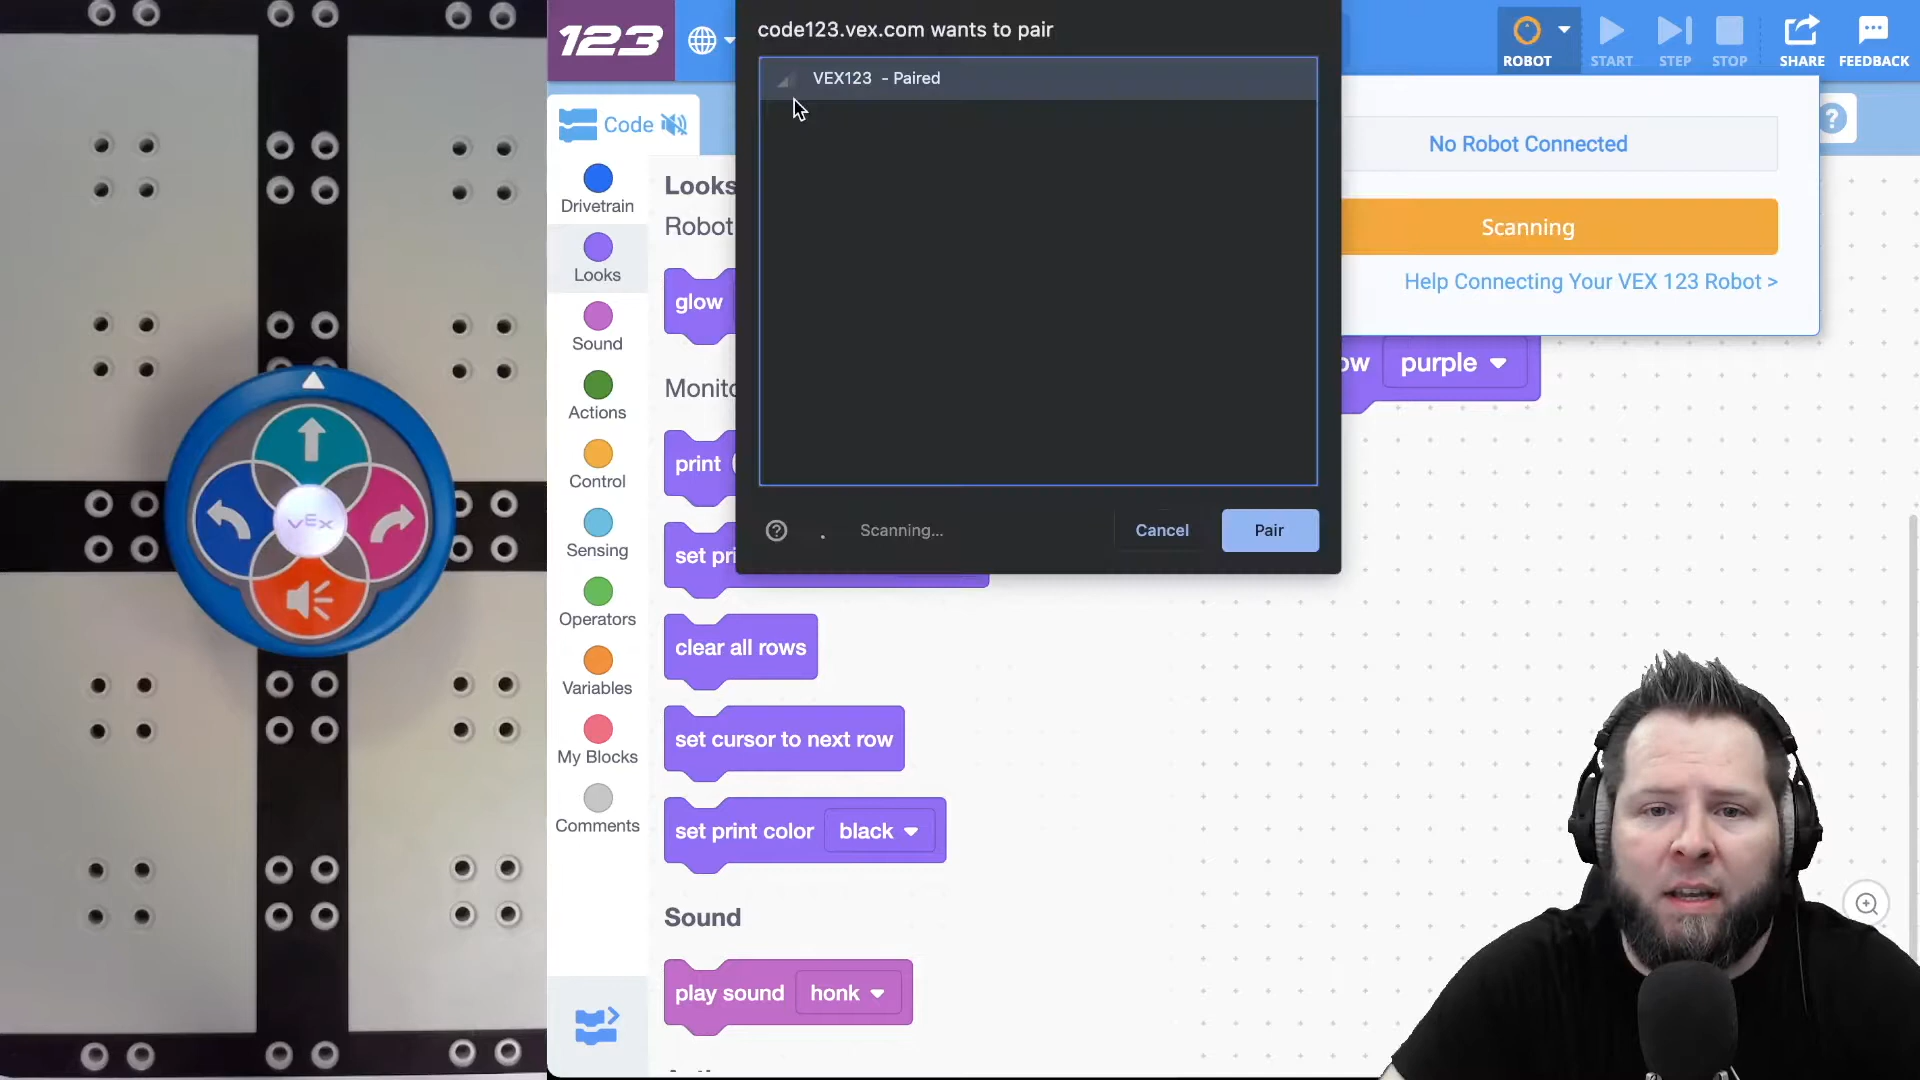 123
code123.vex.com wants to pair
VEX123 - Paired
Scanning...
Cancel
Pair
ROBOT
START
STEP
STOP
SHARE
FEEDBACK
No Robot Connected
Scanning
Help Connecting Your VEX 123 Robot >
?
Code
Drivetrain
Looks
Sound
Actions
Control
Sensing
Operators
Variables
My Blocks
Comments
Looks
Robot
glow
print
set pri
clear all rows
set cursor to next row
set print color black
Sound
play sound honk
ow purple
vex